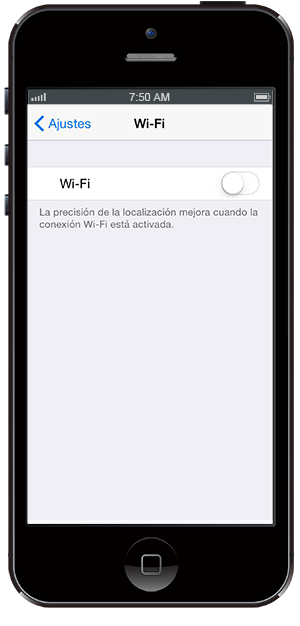 7:50 AM
Ajustes
Wi-Fi
Wi-Fi
La precisión de la localización mejora cuando la
conexión Wi-Fi está activada.